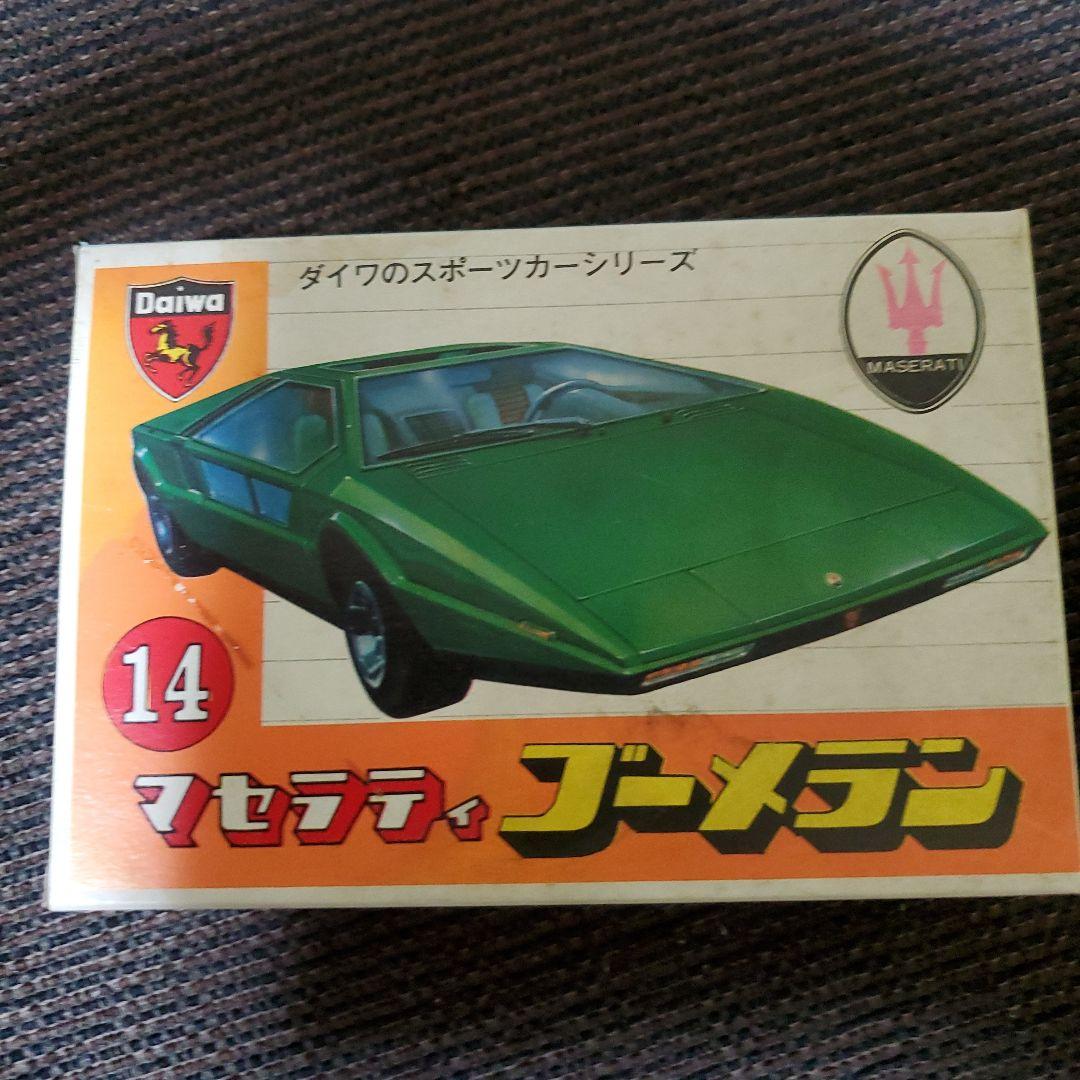 ダイワのスポーツカーシリーズ
Daiwa
MASERATI
14
マセラティ ブーメラン